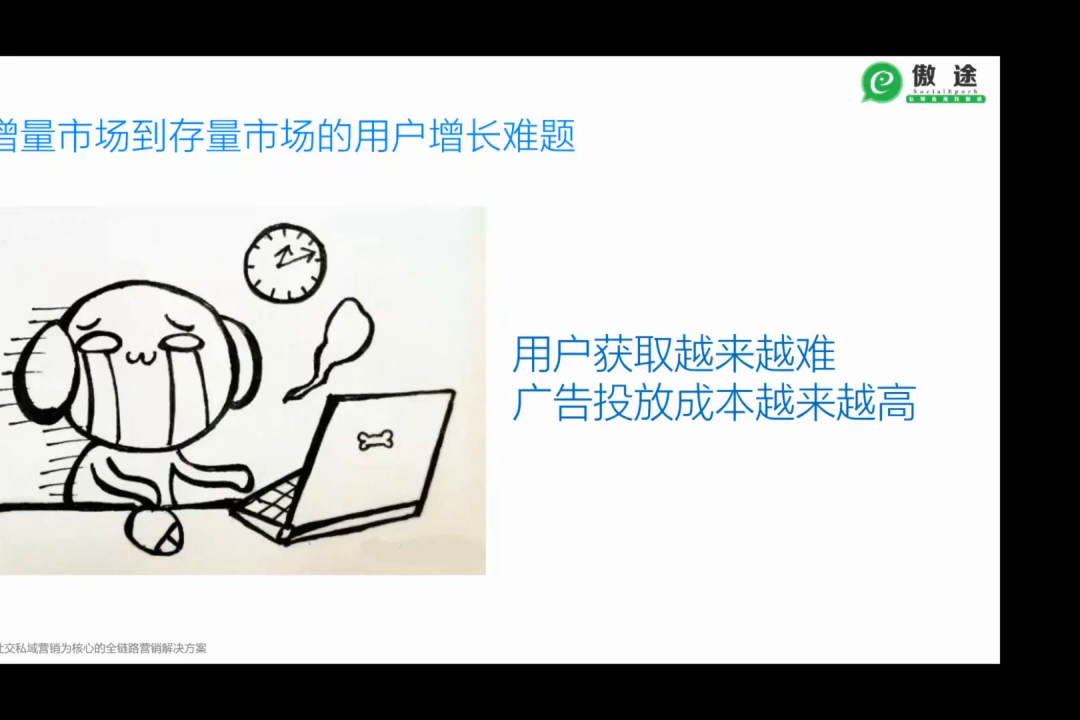 傲途
SocialEpoch
增量市场到存量市场的用户增长难题
用户获取越来越难
广告投放成本越来越高
社交私域营销为核心的全链路营销解决方案